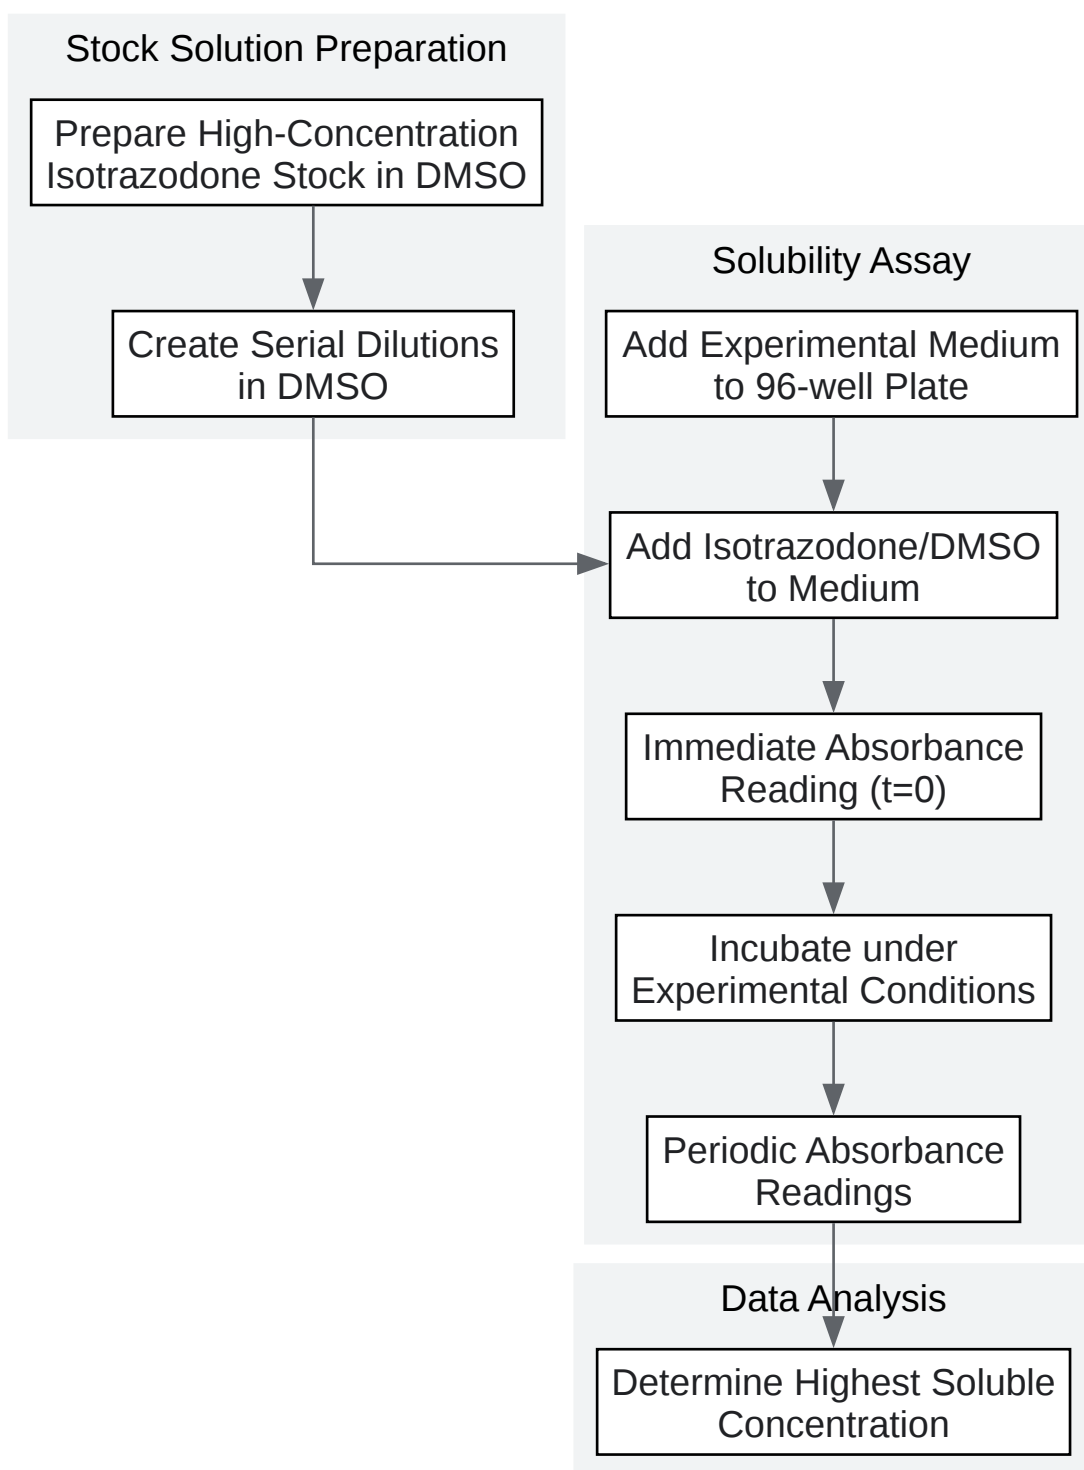 Stock Solution Preparation
Prepare High-Concentration
Isotrazodone Stock in DMSO
Create Serial Dilutions
in DMSO
Solubility Assay
Add Experimental Medium
to 96-well Plate
Add Isotrazodone/DMSO
to Medium
Immediate Absorbance
Reading (t=0)
Incubate under
Experimental Conditions
Periodic Absorbance
Readings
Data Analysis
Determine Highest Soluble
Concentration